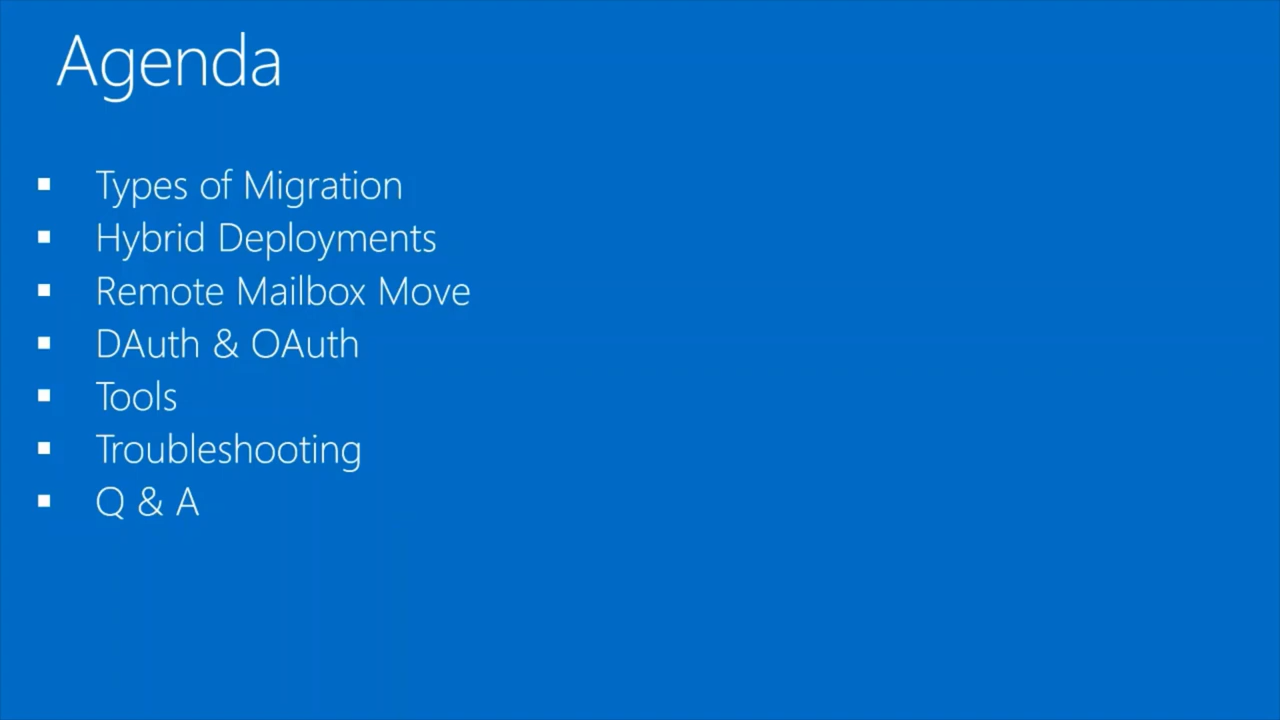 Agenda
▪ Types of Migration
▪ Hybrid Deployments
▪ Remote Mailbox Move
▪ DAuth & OAuth
▪ Tools
▪ Troubleshooting
▪ Q & A